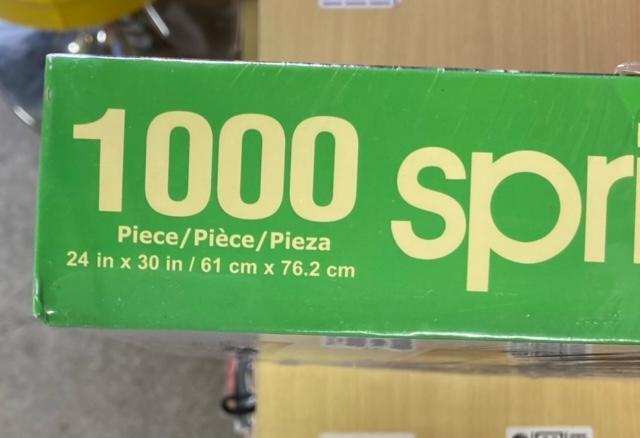 1000 spri
Piece/Pièce/Pieza
24 in x 30 in / 61 cm x 76.2 cm